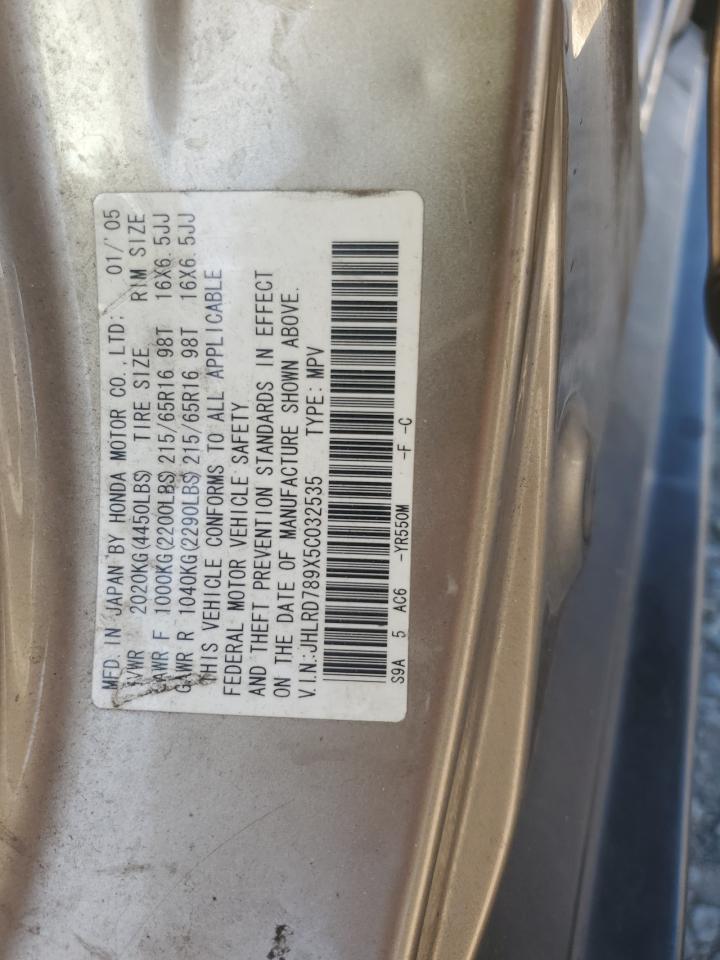 MFD IN JAPAN BY HONDA MOTOR CO., LTD: 01/'05
GVWR 2020KG(4450LBS) TIRE SIZE RIM SIZE
GAWR F 1000KG(2200LBS) 215/65R16 98T 16X6.5JJ
GAWR R 1040KG(2290LBS) 215/65R16 98T 16X6.5JJ
THIS VEHICLE CONFORMS TO ALL APPLICABLE
FEDERAL MOTOR VEHICLE SAFETY
AND THEFT PREVENTION STANDARDS IN EFFECT
ON THE DATE OF MANUFACTURE SHOWN ABOVE.
V.I.N:JHLRD789X5C032535 TYPE: MPV
S9A 5 AC6 -YR550M -F -C